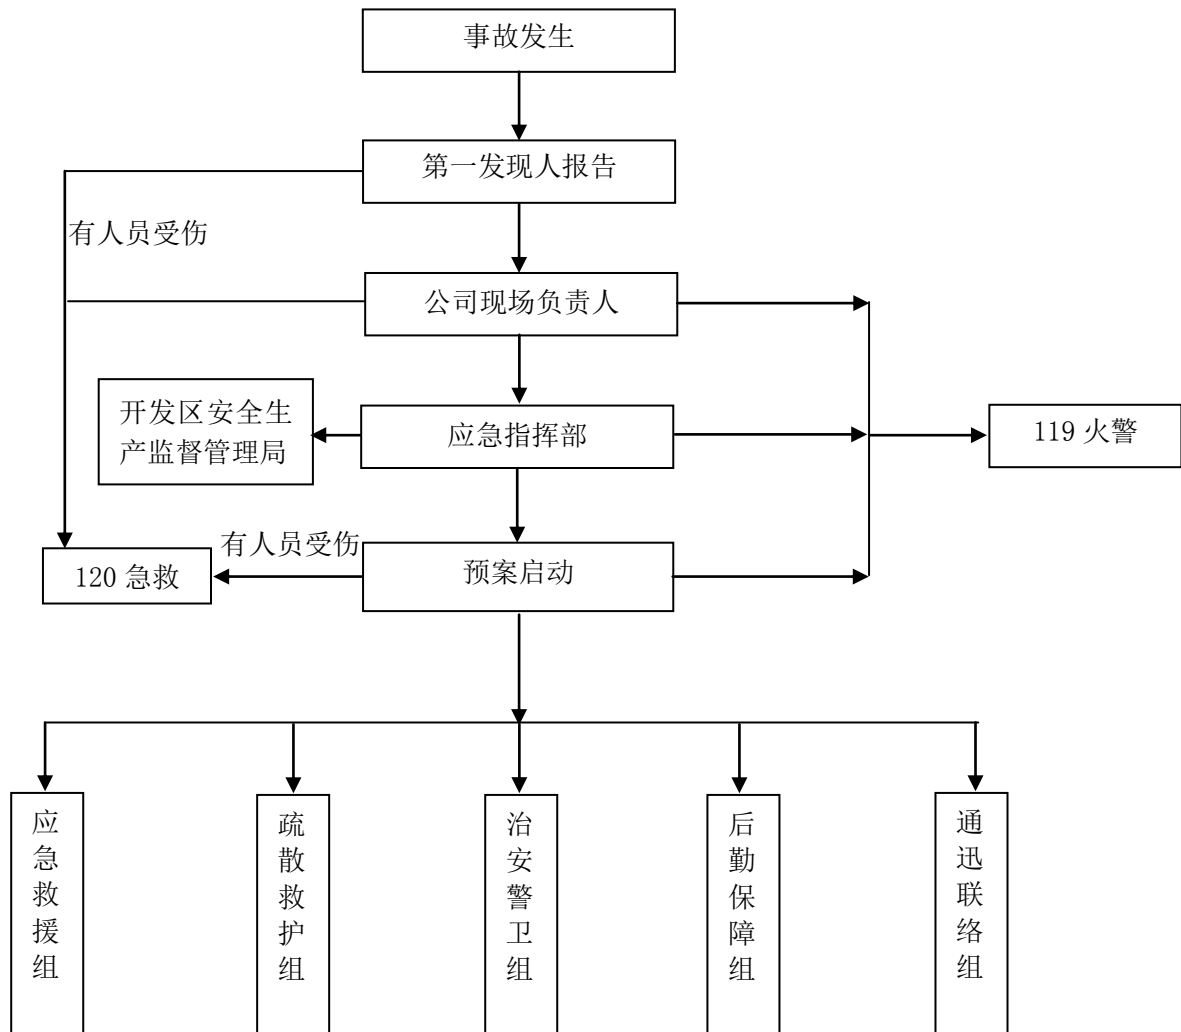 事故发生
第一发现人报告
有人员受伤
公司现场负责人
开发区安全生
产监督管理局
应急指挥部
119 火警
有人员受伤
120 急救
预案启动
应急救援组
疏散救护组
治安警卫组
后勤保障组
通迅联络组